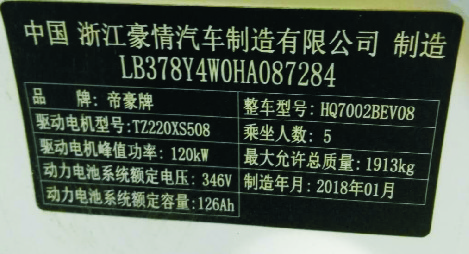 中国 浙江豪情汽车制造有限公司 制造
LB378Y4W0HA087284
品 牌: 帝豪牌
整车型号: HQ7002BEV08
驱动电机型号: TZ220XS508
乘坐人数: 5
驱动电机峰值功率: 120kW
最大允许总质量: 1913kg
动力电池系统额定电压: 346V
制造年月: 2018年01月
动力电池系统额定容量: 126Ah